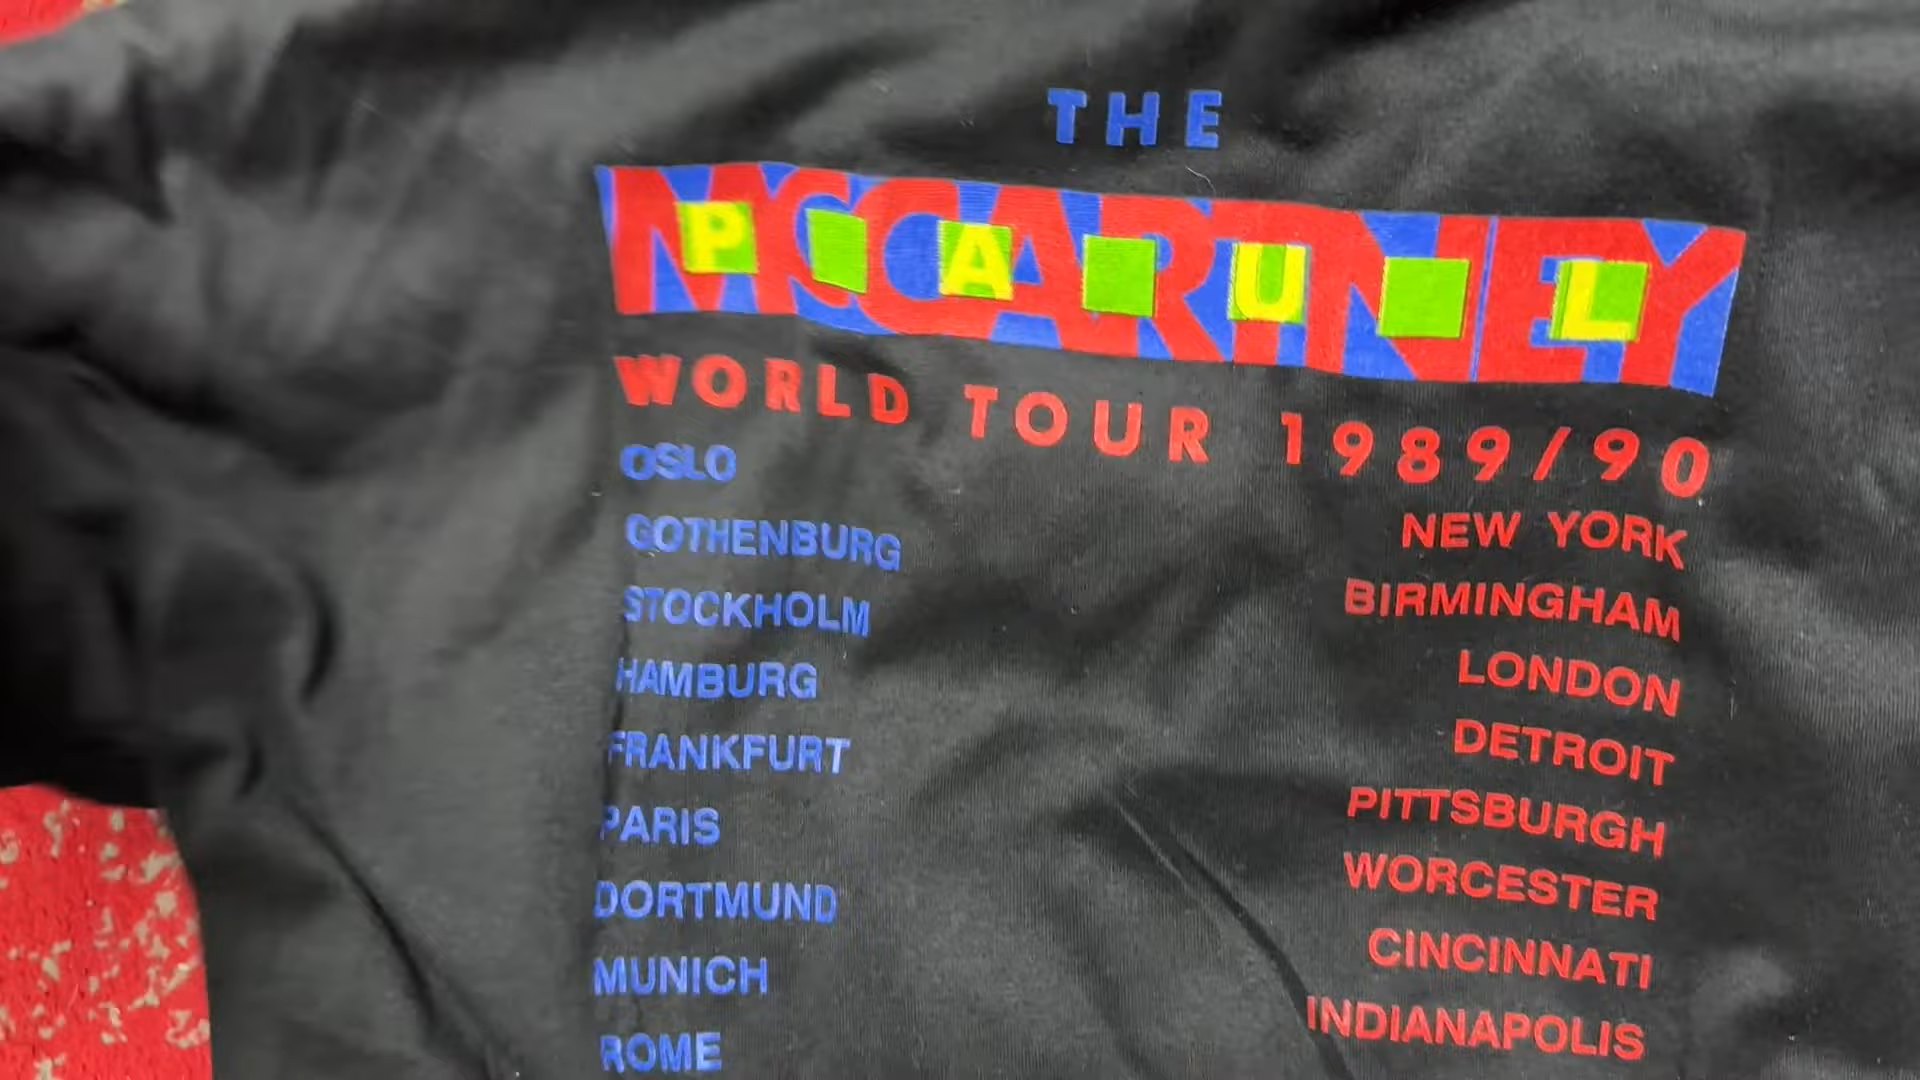 THE
PAUL
MCCARTNEY
WORLD TOUR 1989/90
OSLO
GOTHENBURG
STOCKHOLM
HAMBURG
FRANKFURT
PARIS
DORTMUND
MUNICH
ROME
NEW YORK
BIRMINGHAM
LONDON
DETROIT
PITTSBURGH
WORCESTER
CINCINNATI
INDIANAPOLIS